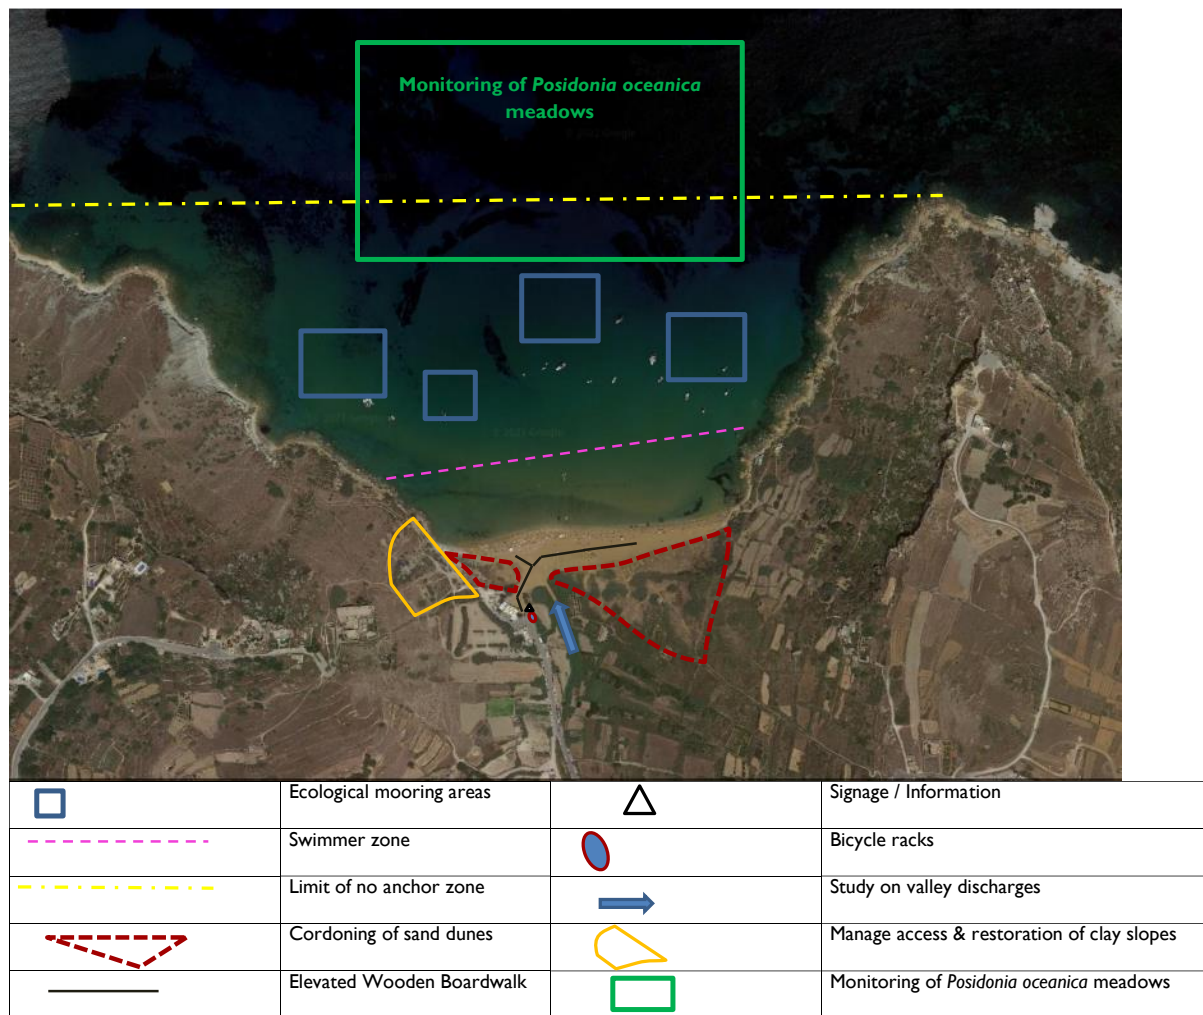 Monitoring of Posidonia oceanica
meadows
© 2021 Google
Ecological mooring areas
Signage / Information
Swimmer zone
Bicycle racks
Limit of no anchor zone
Study on valley discharges
Cordoning of sand dunes
Manage access & restoration of clay slopes
Elevated Wooden Boardwalk
Monitoring of Posidonia oceanica meadows